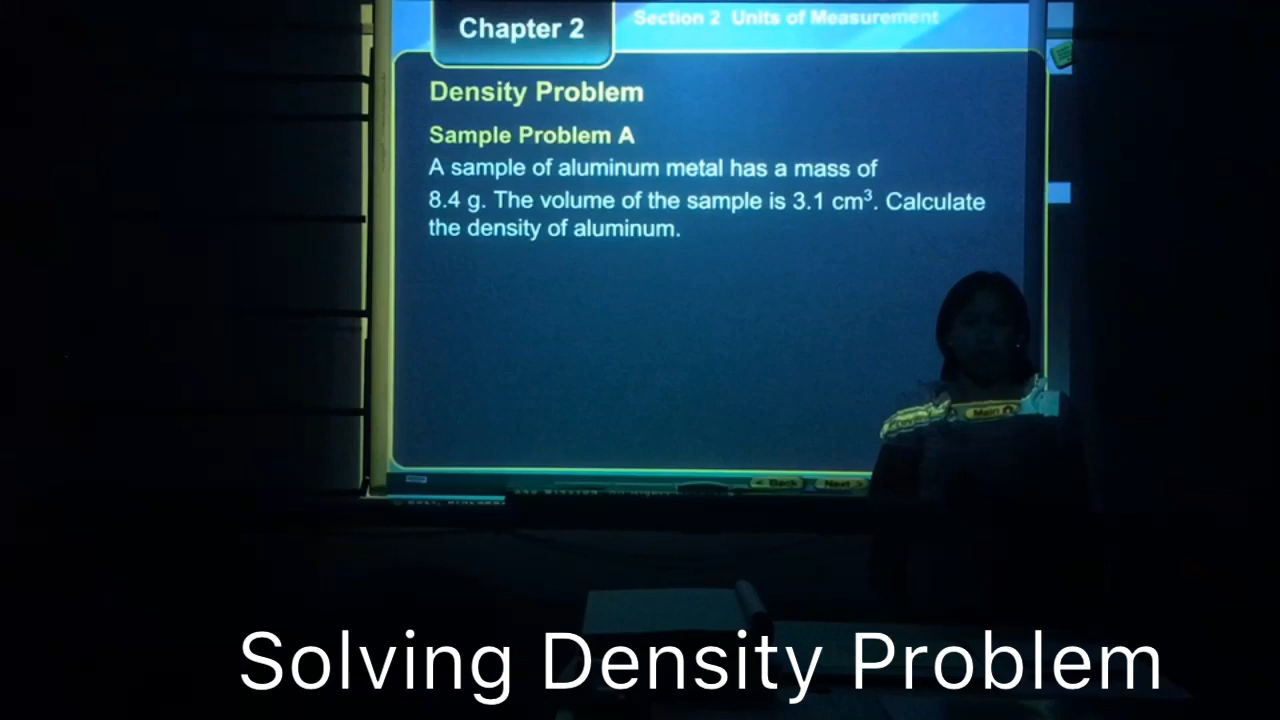 Chapter 2
Section 2 Units of Measurement
Density Problem
Sample Problem A
A sample of aluminum metal has a mass of
8.4 g. The volume of the sample is 3.1 cm³. Calculate
the density of aluminum.
Main
< Back Next >
Solving Density Problem